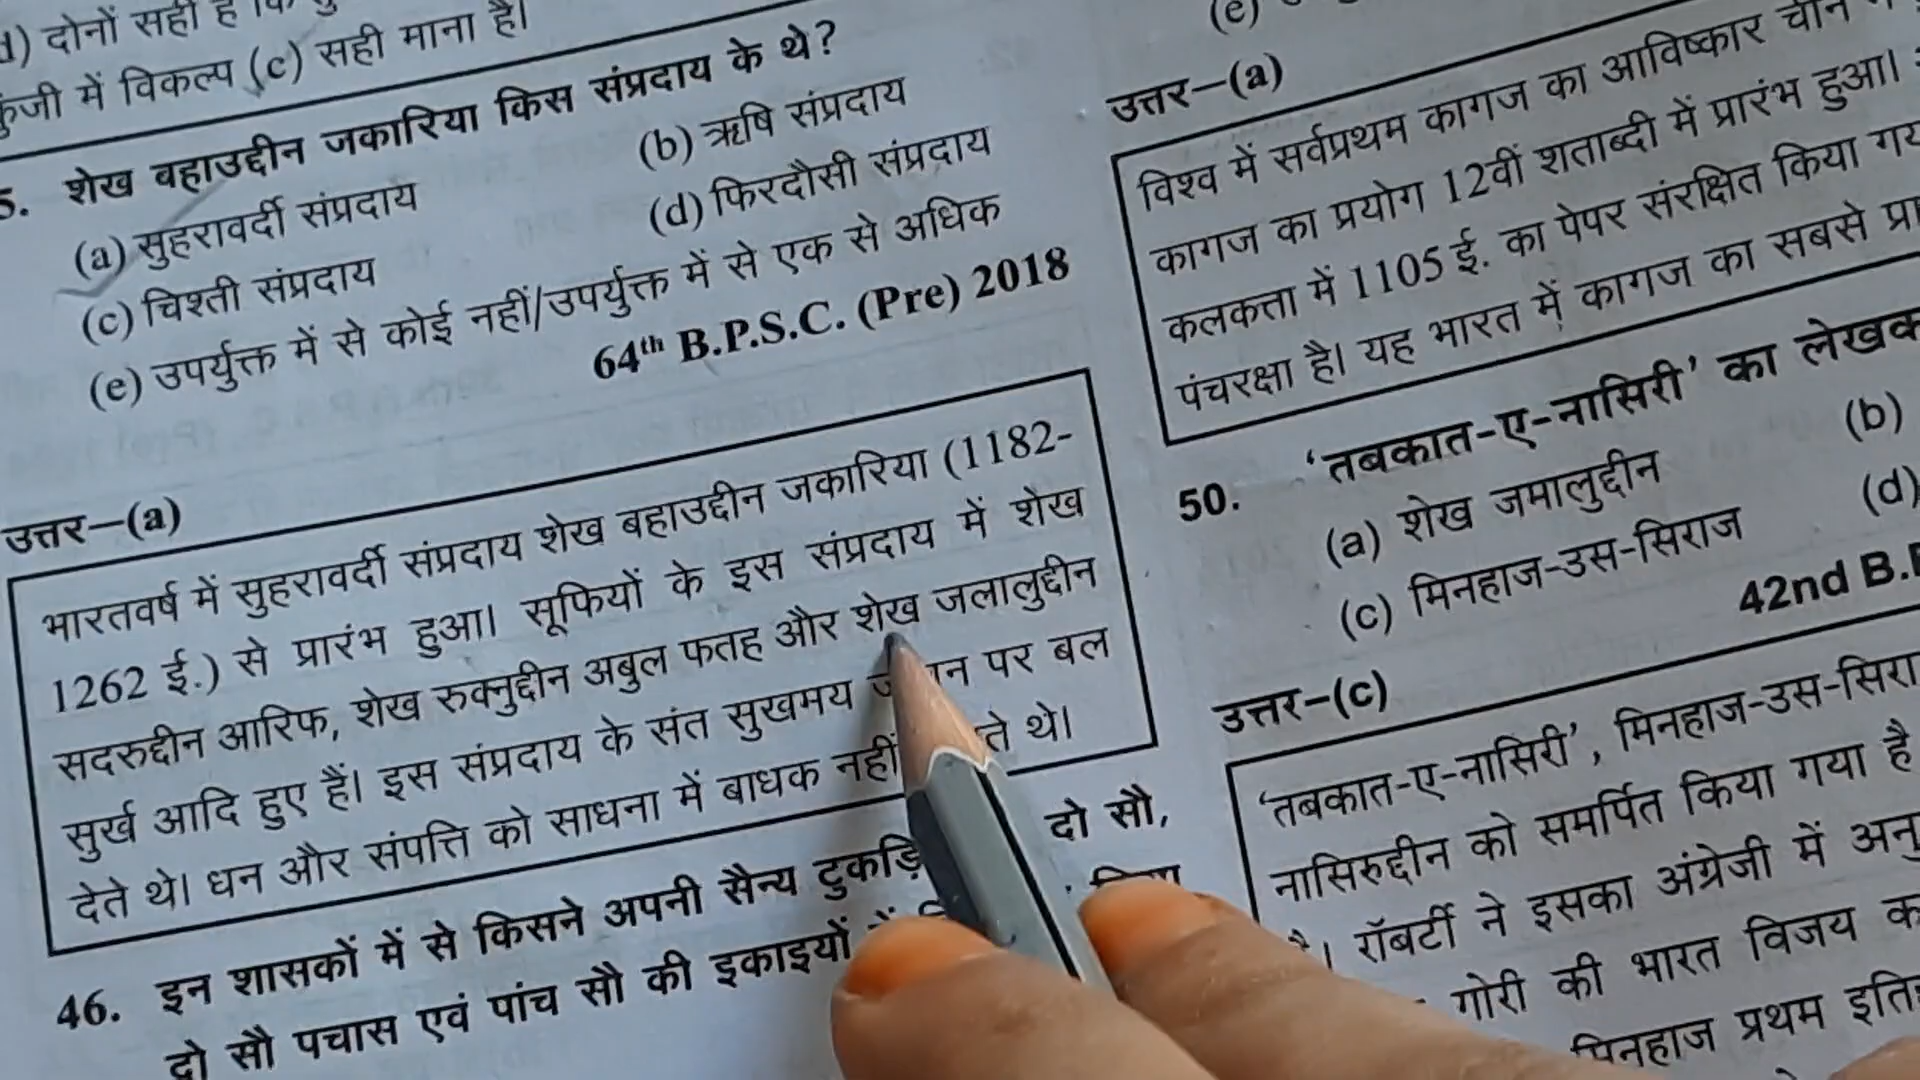 दोनों सही है कि
कुंजी में विकल्प (c) सही माना है।
5. शेख बहाउद्दीन जकारिया किस संप्रदाय के थे?
(a) सुहरावर्दी संप्रदाय (b) ऋषि संप्रदाय
(c) चिश्ती संप्रदाय (d) फिरदौसी संप्रदाय
(e) उपर्युक्त में से कोई नहीं/उपर्युक्त में से एक से अधिक
64th B.P.S.C. (Pre) 2018
उत्तर—(a)
भारतवर्ष में सुहरावर्दी संप्रदाय शेख बहाउद्दीन जकारिया (1182-
1262 ई.) से प्रारंभ हुआ। सूफियों के इस संप्रदाय में शेख
सदरुद्दीन आरिफ, शेख रुक्नुद्दीन अबुल फतह और शेख जलालुद्दीन
सुर्ख आदि हुए हैं। इस संप्रदाय के संत सुखमय पर बल
देते थे। धन और संपत्ति को साधना में बाधक नहीं थे।
46. इन शासकों में से किसने अपनी सैन्य दो सौ,
दो सौ पचास एवं पांच सौ की इकाइयों
(e)
उत्तर—(a)
विश्व में सर्वप्रथम कागज का आविष्कार चीन
कागज का प्रयोग 12वीं शताब्दी में प्रारंभ हुआ।
कलकत्ता में 1105 ई. का पेपर संरक्षित किया
पंचरक्षा है। यह भारत में कागज का सबसे
50. 'तबकात-ए-नासिरी' का लेखक
(a) शेख जमालुद्दीन (b)
(c) मिनहाज-उस-सिराज (d)
42nd
उत्तर—(c)
'तबकात-ए-नासिरी', मिनहाज-उस-
नासिरुद्दीन को समर्पित किया गया है
रॉबर्टी ने इसका अंग्रेजी में
गोरी की भारत विजय
मिनहाज प्रथम